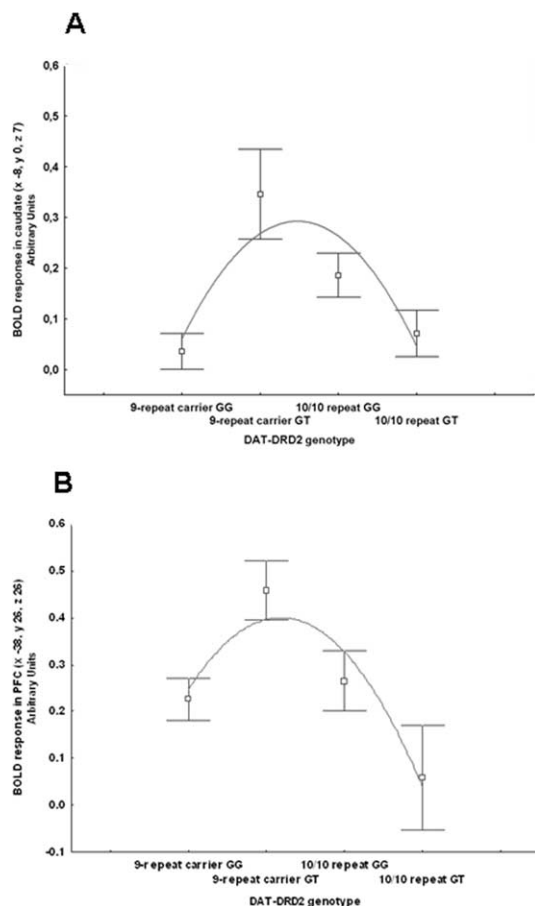 A
0,6
0,5
0,4
0,3
0,2
0,1
0,0
BOLD response in caudate (x -8, y 0, z 7)
Arbitrary Units
9-repeat carrier GG
10/10 repeat GG
9-repeat carrier GT
10/10 repeat GT
DAT-DRD2 genotype
B
0.6
0.5
0.4
0.3
0.2
0.1
0.0
-0.1
BOLD response in PFC (x -38, y 26, z 26)
Arbitrary Units
9-repeat carrier GG
10/10 repeat GG
9-repeat carrier GT
10/10 repeat GT
DAT-DRD2 genotype